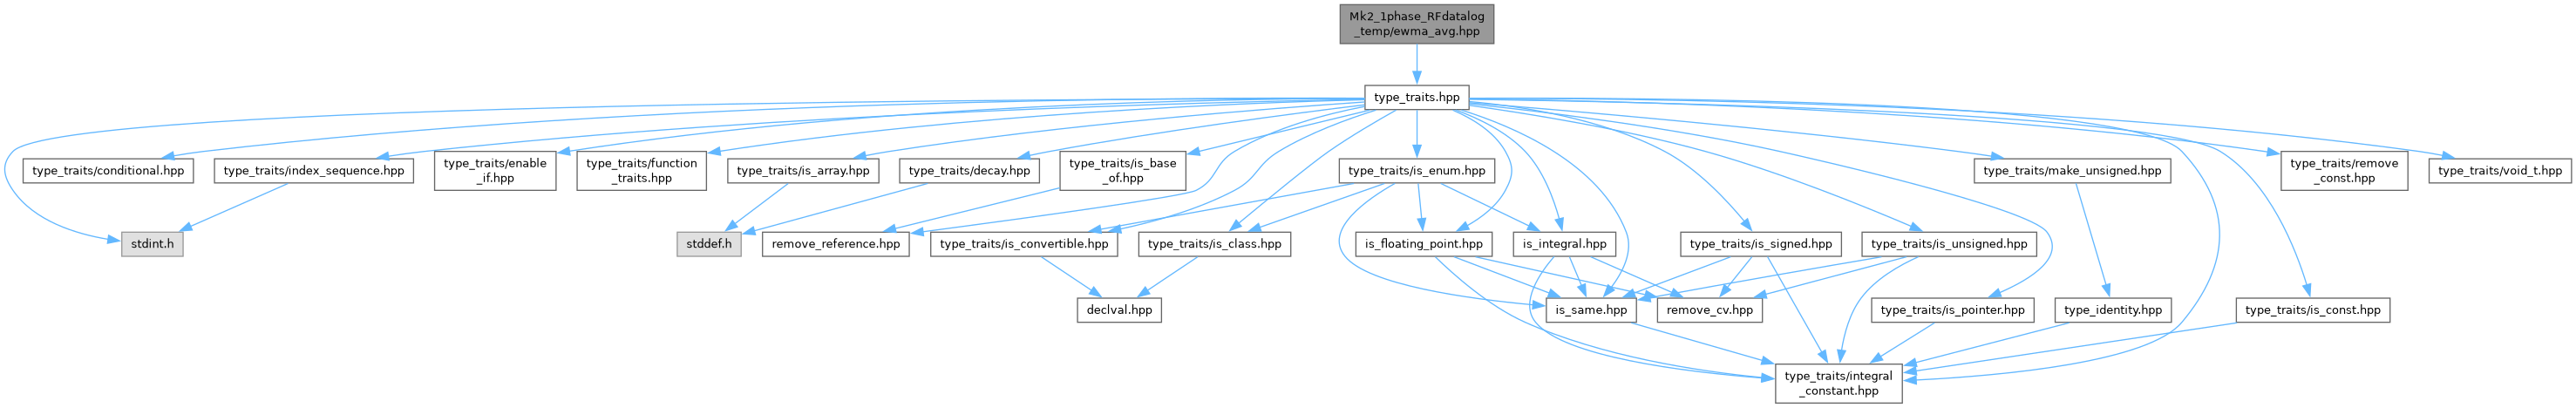 Mk2_1phase_RFdatalog
_temp/ewma_avg.hpp
type_traits.hpp
type_traits/conditional.hpp
type_traits/index_sequence.hpp
type_traits/enable
_if.hpp
type_traits/function
_traits.hpp
type_traits/is_array.hpp
type_traits/decay.hpp
type_traits/is_base
_of.hpp
type_traits/is_enum.hpp
type_traits/make_unsigned.hpp
type_traits/remove
_const.hpp
type_traits/void_t.hpp
stdint.h
stddef.h
remove_reference.hpp
type_traits/is_convertible.hpp
type_traits/is_class.hpp
is_floating_point.hpp
is_integral.hpp
type_traits/is_signed.hpp
type_traits/is_unsigned.hpp
declval.hpp
is_same.hpp
remove_cv.hpp
type_traits/is_pointer.hpp
type_identity.hpp
type_traits/is_const.hpp
type_traits/integral
_constant.hpp